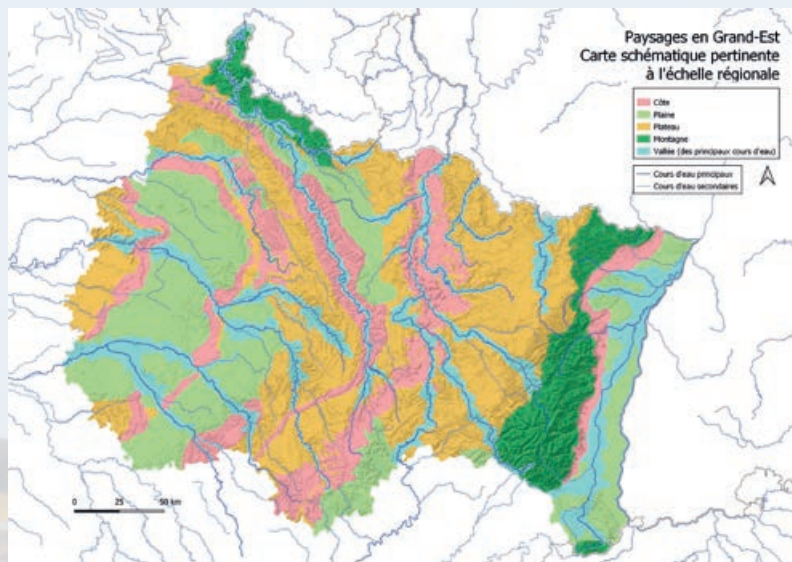 Paysages en Grand-Est
Carte schématique pertinente
à l'échelle régionale
Côte
Plaine
Plateau
Montagne
Vallée (des principaux cours d'eau)
Cours d'eau principaux
Cours d'eau secondaires
0 25 50 km